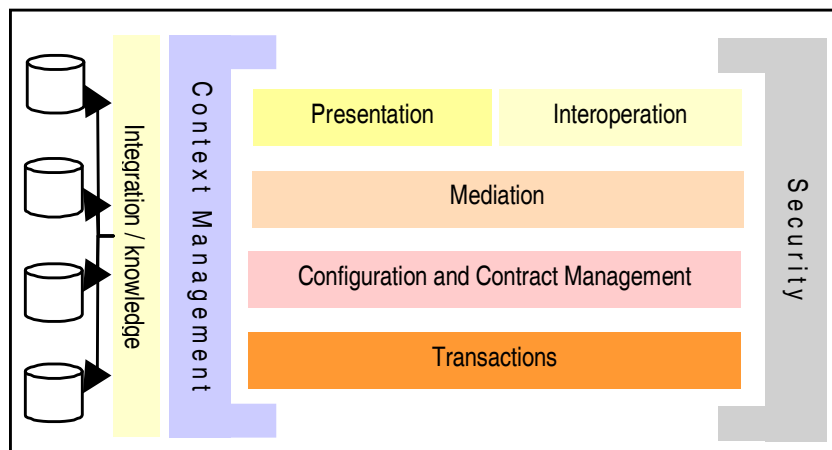 Integration / knowledge
Context Management
Presentation
Interoperation
Mediation
Configuration and Contract Management
Transactions
Security